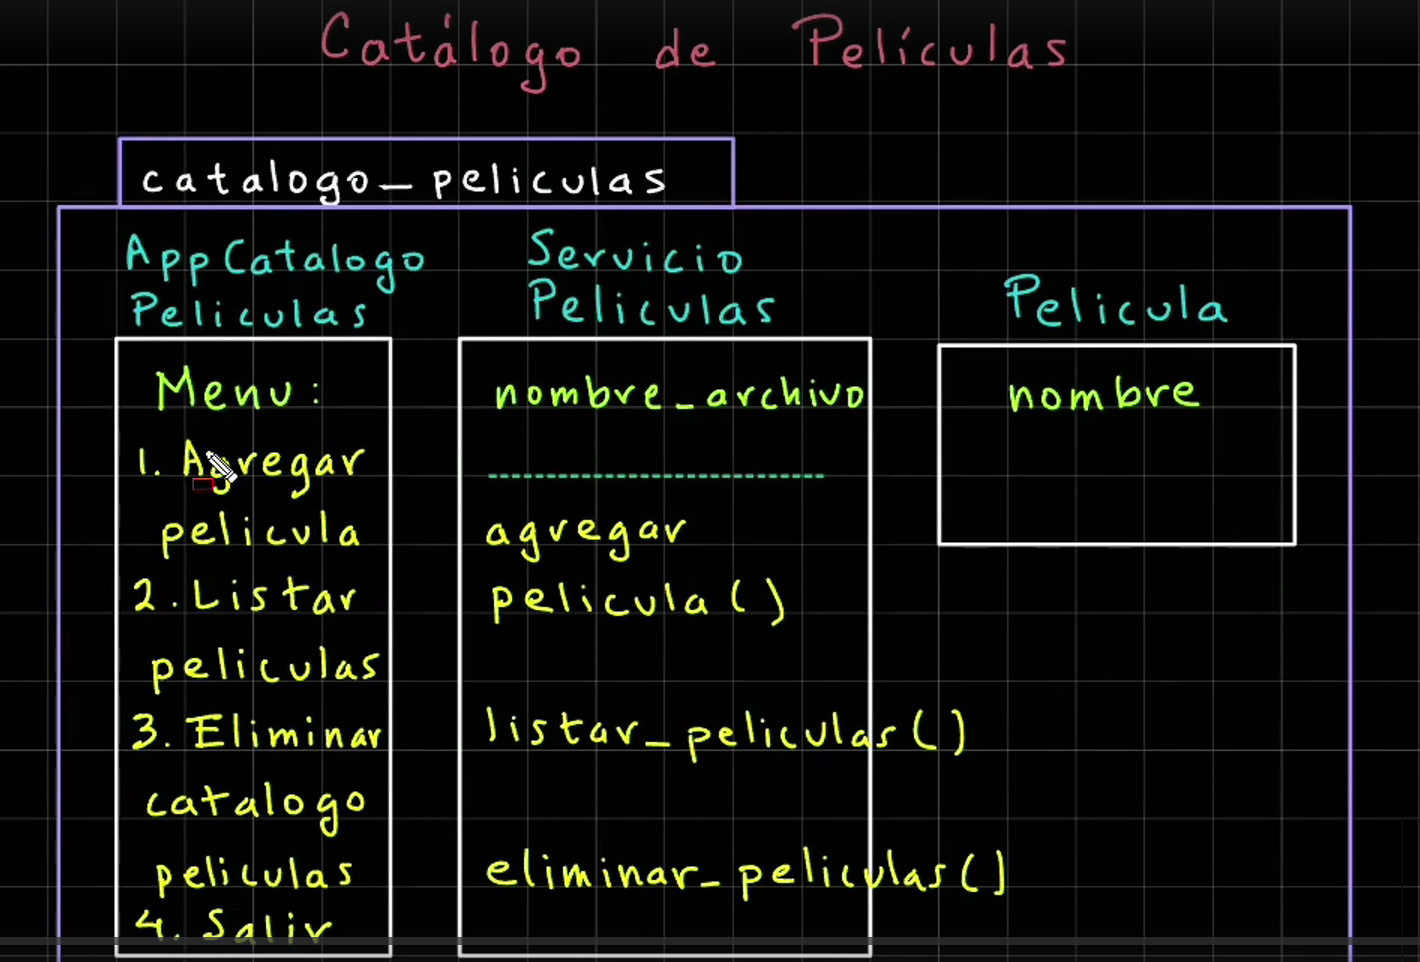 Catálogo de Películas
catalogo_peliculas
AppCatalogo
Peliculas
Menu:
1. Agregar
pelicula
2. Listar
peliculas
3. Eliminar
catalogo
peliculas
4. Salir
Servicio
Peliculas
nombre_archivo
agregar
pelicula()
listar_peliculas()
eliminar_peliculas()
Pelicula
nombre